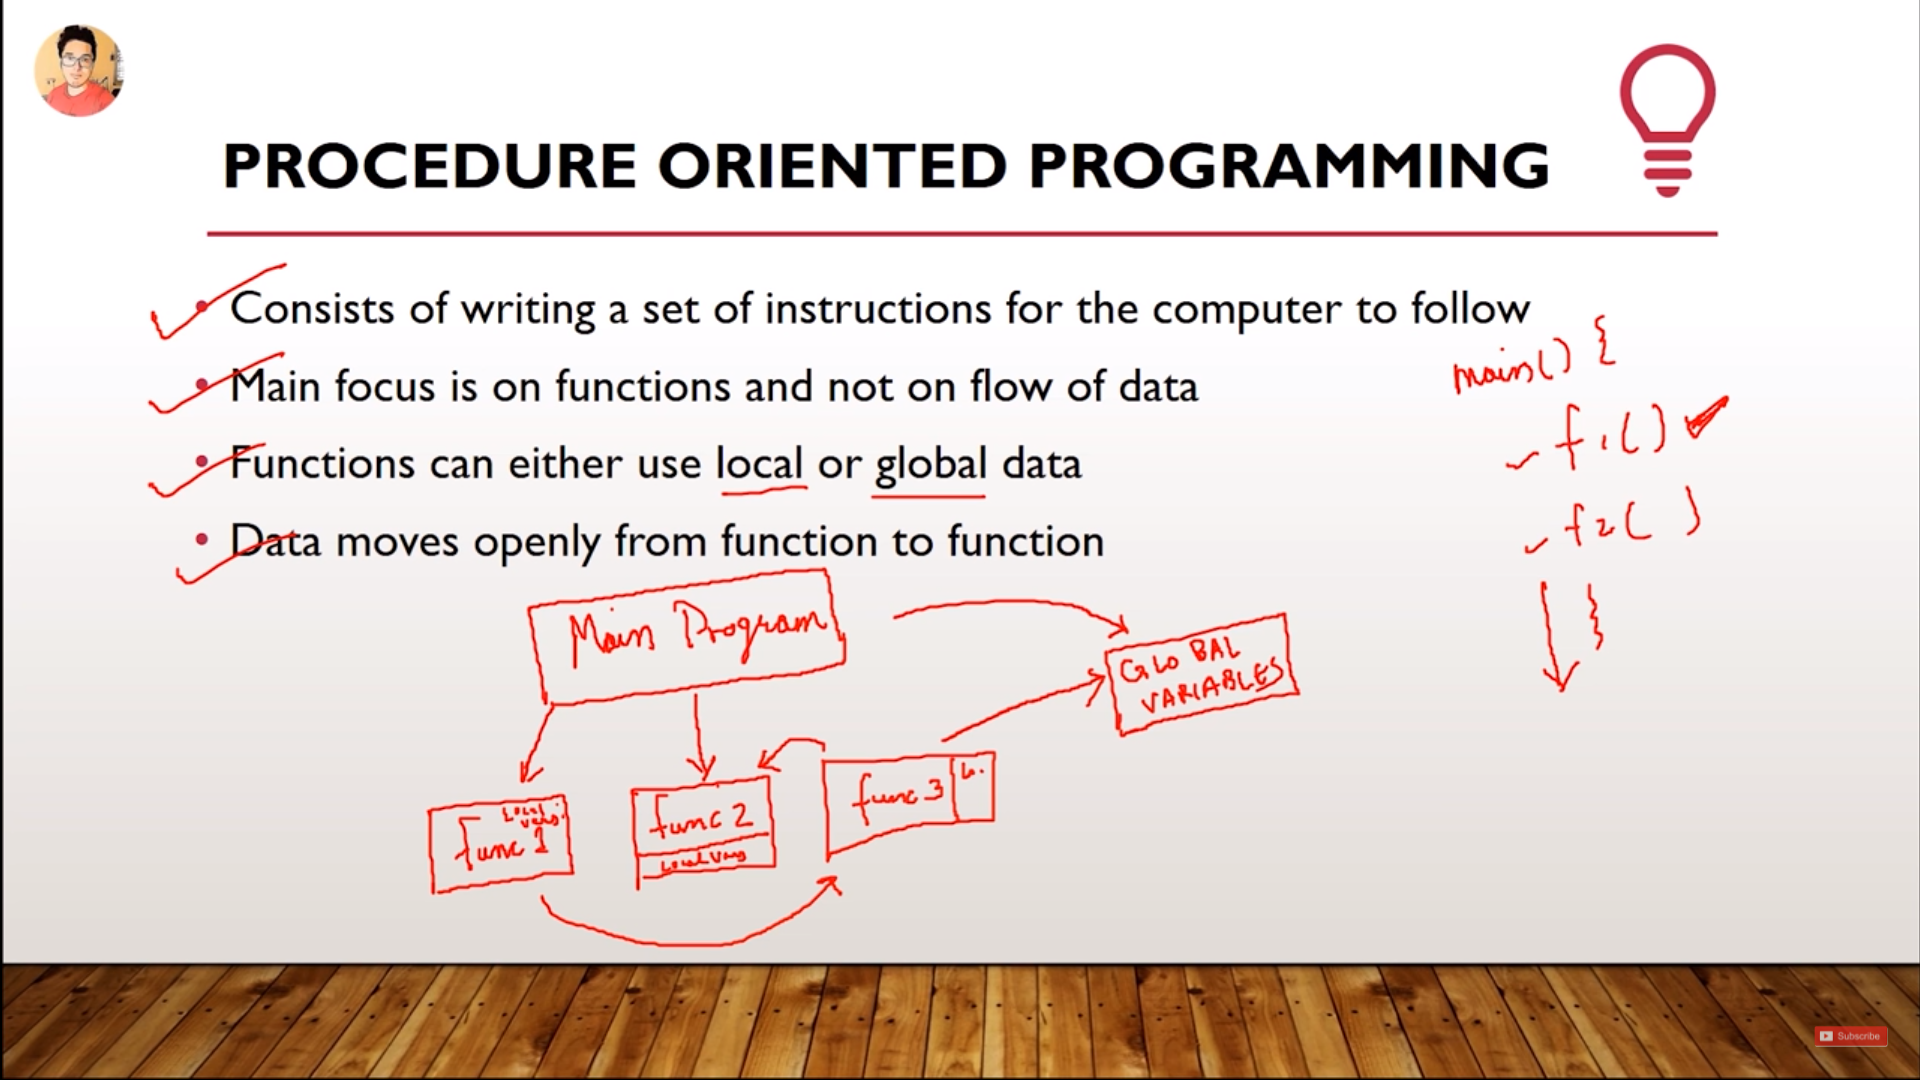 PROCEDURE ORIENTED PROGRAMMING
• Consists of writing a set of instructions for the computer to follow
• Main focus is on functions and not on flow of data
• Functions can either use local or global data
• Data moves openly from function to function
main() {
f1()
f2( )
}
Main Program
GLOBAL
VARIABLES
Local
vars.
func 1
func 2
Local Vars
func 3
L.
Subscribe